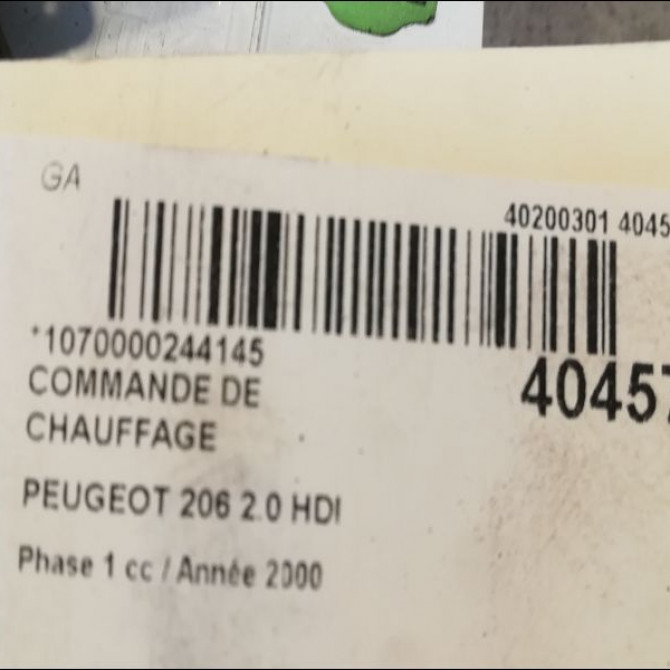 GA
40200301 4045
*1070000244145
4045
COMMANDE DE
CHAUFFAGE
PEUGEOT 206 2.0 HDI
Phase 1 cc / Année 2000